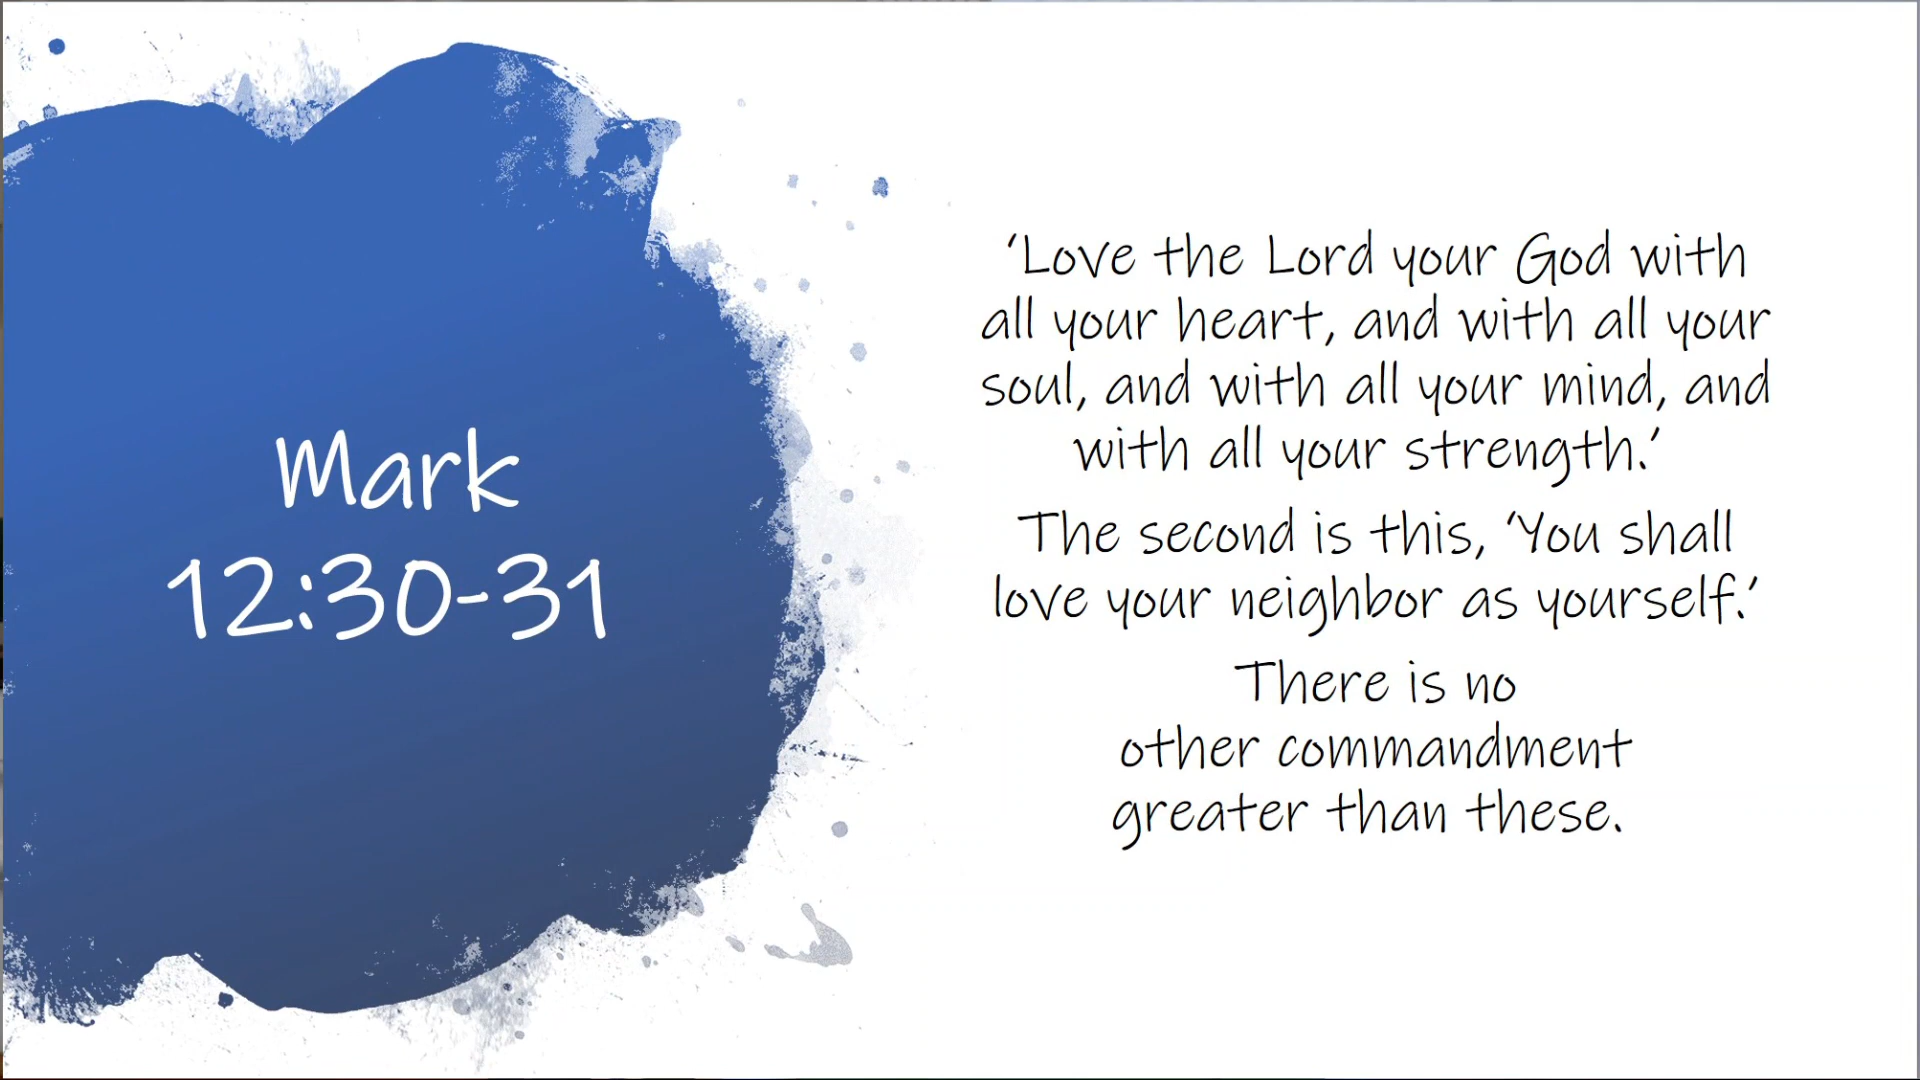 Mark
12:30-31
‘Love the Lord your God with
all your heart, and with all your
soul, and with all your mind, and
with all your strength.’
The second is this, ‘You shall
love your neighbor as yourself.’
There is no
other commandment
greater than these.